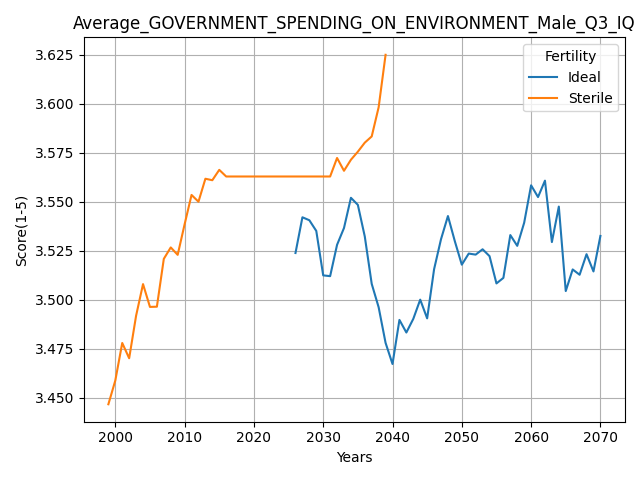 Average_GOVERNMENT_SPENDING_ON_ENVIRONMENT_Male_Q3_IQ
Fertility
Ideal
Sterile
Score(1-5)
3.625
3.600
3.575
3.550
3.525
3.500
3.475
3.450
2000 2010 2020 2030 2040 2050 2060 2070
Years